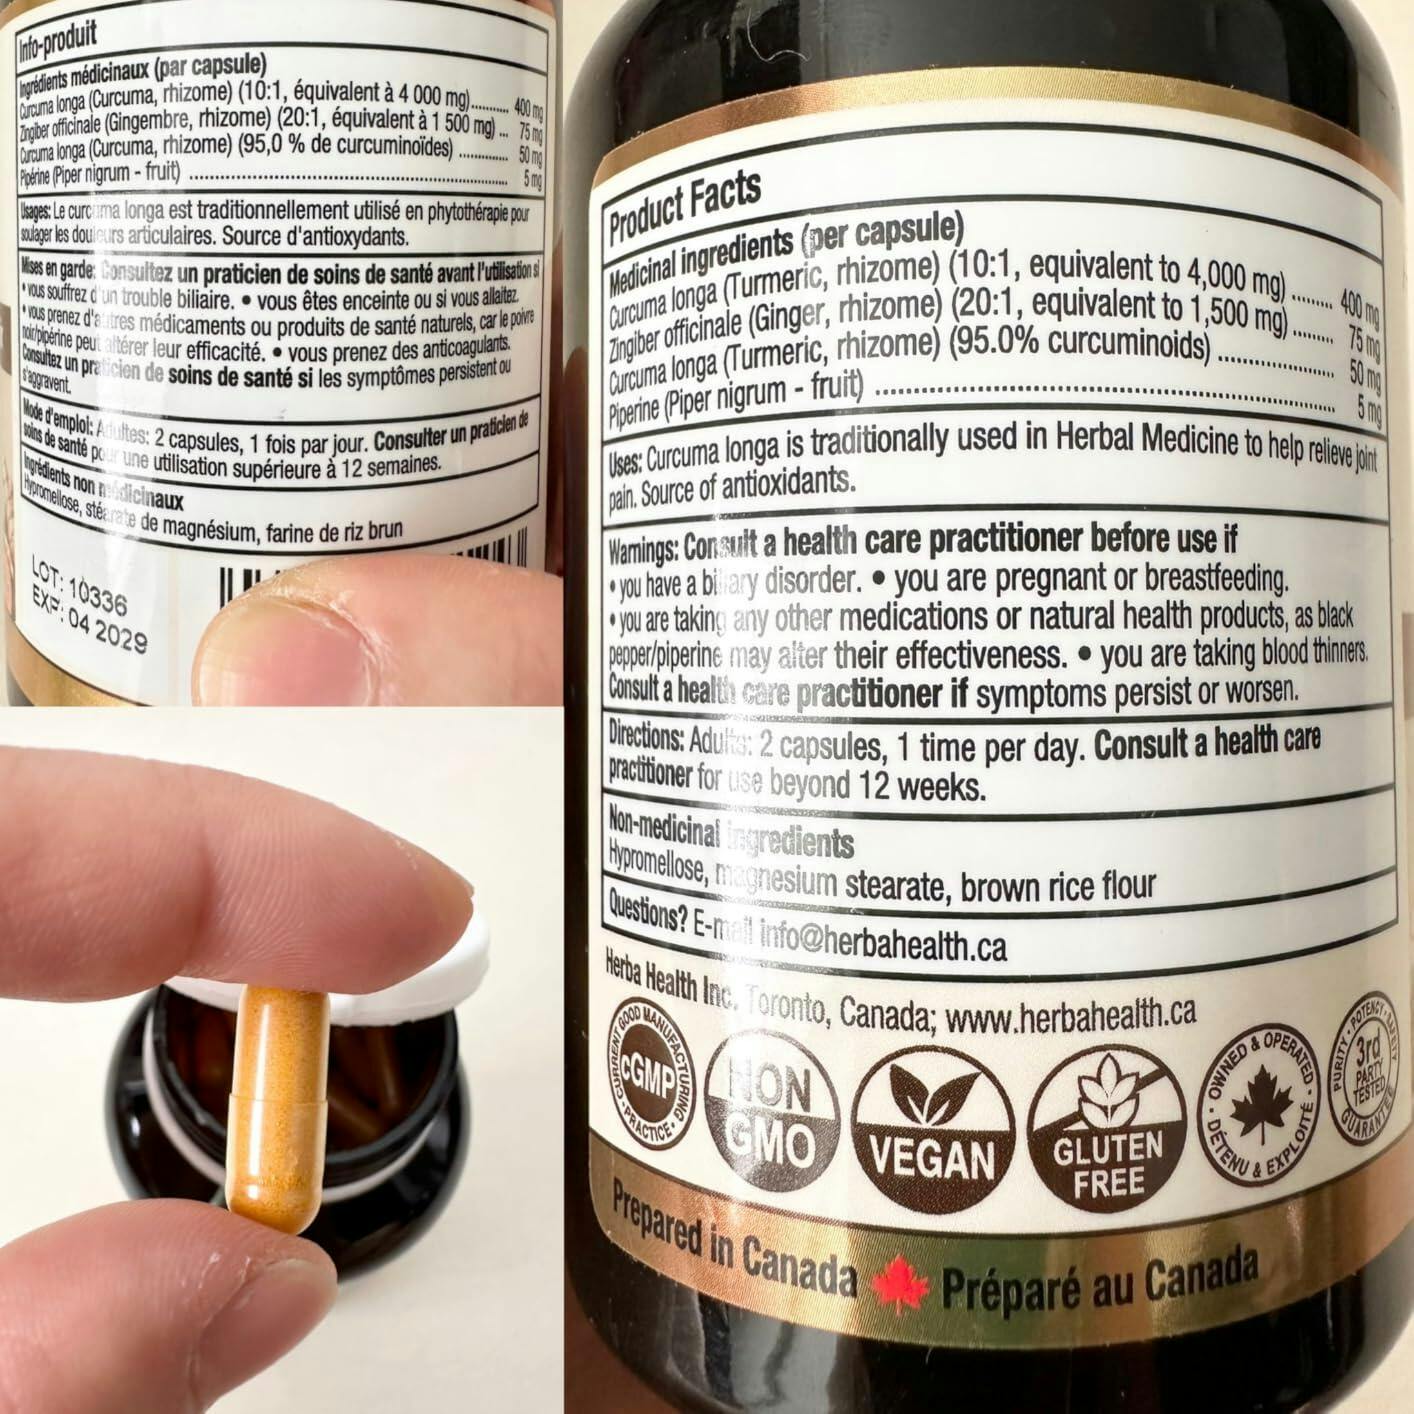 Info-produit
Ingrédients médicinaux (par capsule)
Curcuma longa (Curcuma, rhizome) (10:1, équivalent à 4 000 mg).......... 400 mg
Zingiber officinale (Gingembre, rhizome) (20:1, équivalent à 1 500 mg) ... 75 mg
Curcuma longa (Curcuma, rhizome) (95,0 % de curcuminoïdes) ............. 50 mg
Pipérine (Piper nigrum - fruit) ........................................................................ 5 mg
Usages: Le curcuma longa est traditionnellement utilisé en phytothérapie pour
soulager les douleurs articulaires. Source d'antioxydants.
Mises en garde: Consultez un praticien de soins de santé avant l'utilisation si
• vous souffrez d'un trouble biliaire. • vous êtes enceinte ou si vous allaitez.
• vous prenez d'autres médicaments ou produits de santé naturels, car le poivre
noir/pipérine peut altérer leur efficacité. • vous prenez des anticoagulants.
Consultez un praticien de soins de santé si les symptômes persistent ou
s'aggravent.
Mode d'emploi: Adultes: 2 capsules, 1 fois par jour. Consulter un praticien de
soins de santé pour une utilisation supérieure à 12 semaines.
Ingrédients non médicinaux
Hypromellose, stéarate de magnésium, farine de riz brun
LOT: 10336
EXP: 04 2029
Product Facts
Medicinal ingredients (per capsule)
Curcuma longa (Turmeric, rhizome) (10:1, equivalent to 4,000 mg) ........ 400 mg
Zingiber officinale (Ginger, rhizome) (20:1, equivalent to 1,500 mg) ........ 75 mg
Curcuma longa (Turmeric, rhizome) (95.0% curcuminoids) .................... 50 mg
Piperine (Piper nigrum - fruit) ........................................................................ 5 mg
Uses: Curcuma longa is traditionally used in Herbal Medicine to help relieve joint
pain. Source of antioxidants.
Warnings: Consult a health care practitioner before use if
• you have a biliary disorder. • you are pregnant or breastfeeding.
• you are taking any other medications or natural health products, as black
pepper/piperine may alter their effectiveness. • you are taking blood thinners.
Consult a health care practitioner if symptoms persist or worsen.
Directions: Adults: 2 capsules, 1 time per day. Consult a health care
practitioner for use beyond 12 weeks.
Non-medicinal ingredients
Hypromellose, magnesium stearate, brown rice flour
Questions? E-mail info@herbahealth.ca
Herba Health Inc. Toronto, Canada; www.herbahealth.ca
CURRENT GOOD MANUFACTURING • PRACTICE •
cGMP
NON
GMO
VEGAN
GLUTEN
FREE
• OWNED & OPERATED •
DÉTENU & EXPLOITÉ
PURITY • POTENCY • SAFETY
3rd
PARTY
TESTED
GUARANTEE
Prepared in Canada Préparé au Canada